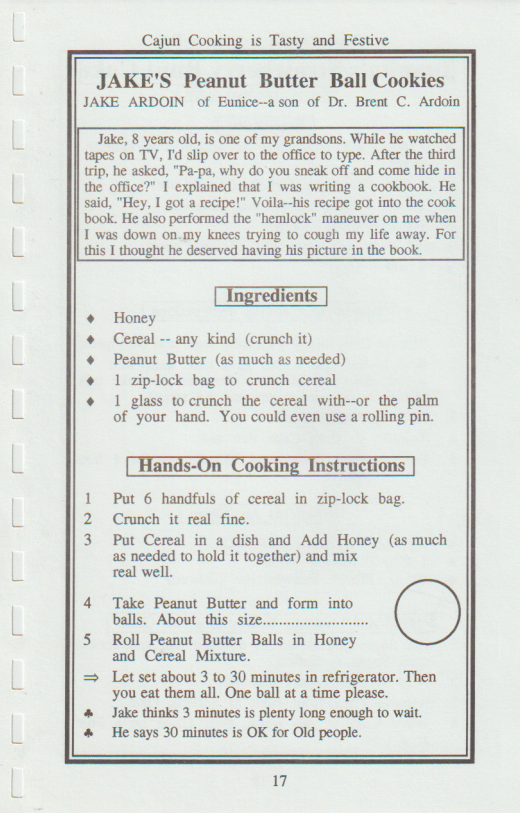 Cajun Cooking is Tasty and Festive
JAKE'S Peanut Butter Ball Cookies
JAKE ARDOIN of Eunice--a son of Dr. Brent C. Ardoin
Jake, 8 years old, is one of my grandsons. While he watched
tapes on TV, I'd slip over to the office to type. After the third
trip, he asked, "Pa-pa, why do you sneak off and come hide in
the office?" I explained that I was writing a cookbook. He
said, "Hey, I got a recipe!" Voila--his recipe got into the cook
book. He also performed the "hemlock" maneuver on me when
I was down on my knees trying to cough my life away. For
this I thought he deserved having his picture in the book.
Ingredients
♦ Honey
♦ Cereal -- any kind (crunch it)
♦ Peanut Butter (as much as needed)
♦ 1 zip-lock bag to crunch cereal
♦ 1 glass to crunch the cereal with--or the palm
of your hand. You could even use a rolling pin.
Hands-On Cooking Instructions
1 Put 6 handfuls of cereal in zip-lock bag.
2 Crunch it real fine.
3 Put Cereal in a dish and Add Honey (as much
as needed to hold it together) and mix
real well.
4 Take Peanut Butter and form into
balls. About this size...........................
5 Roll Peanut Butter Balls in Honey
and Cereal Mixture.
⇒ Let set about 3 to 30 minutes in refrigerator. Then
you eat them all. One ball at a time please.
♣ Jake thinks 3 minutes is plenty long enough to wait.
♣ He says 30 minutes is OK for Old people.
17